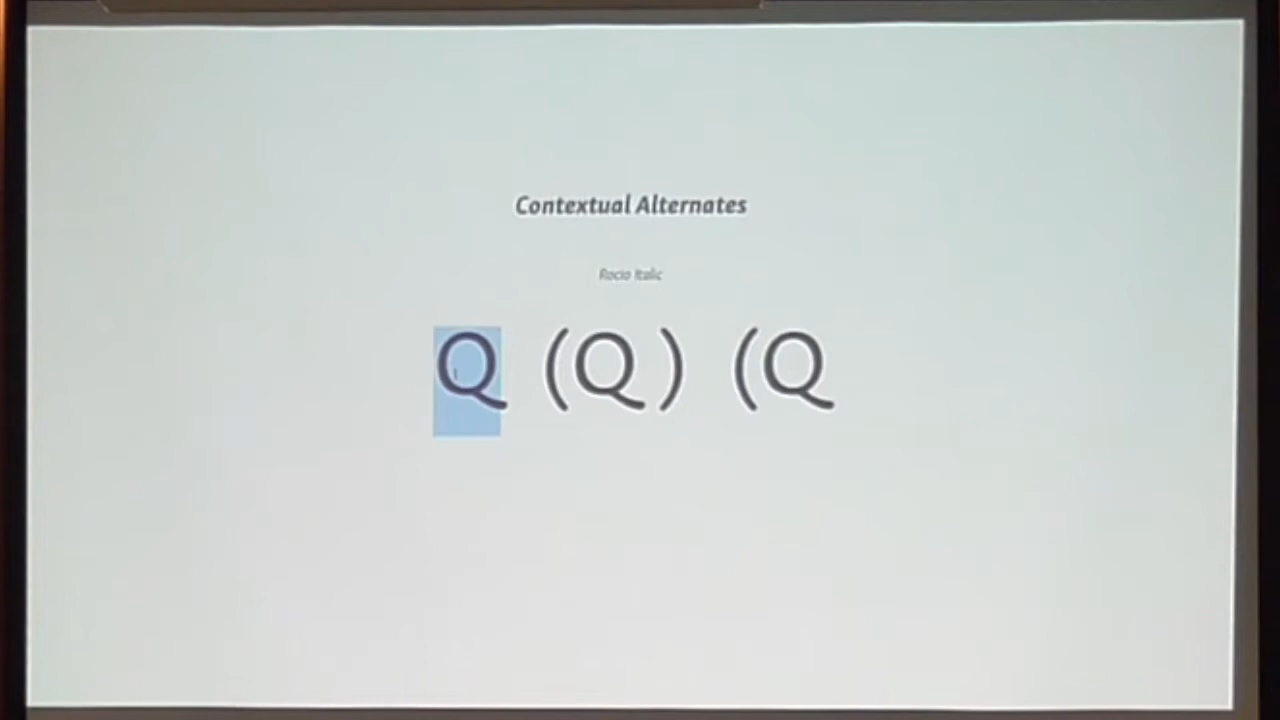 Contextual Alternates
Rocio Italic
Q (Q) (Q